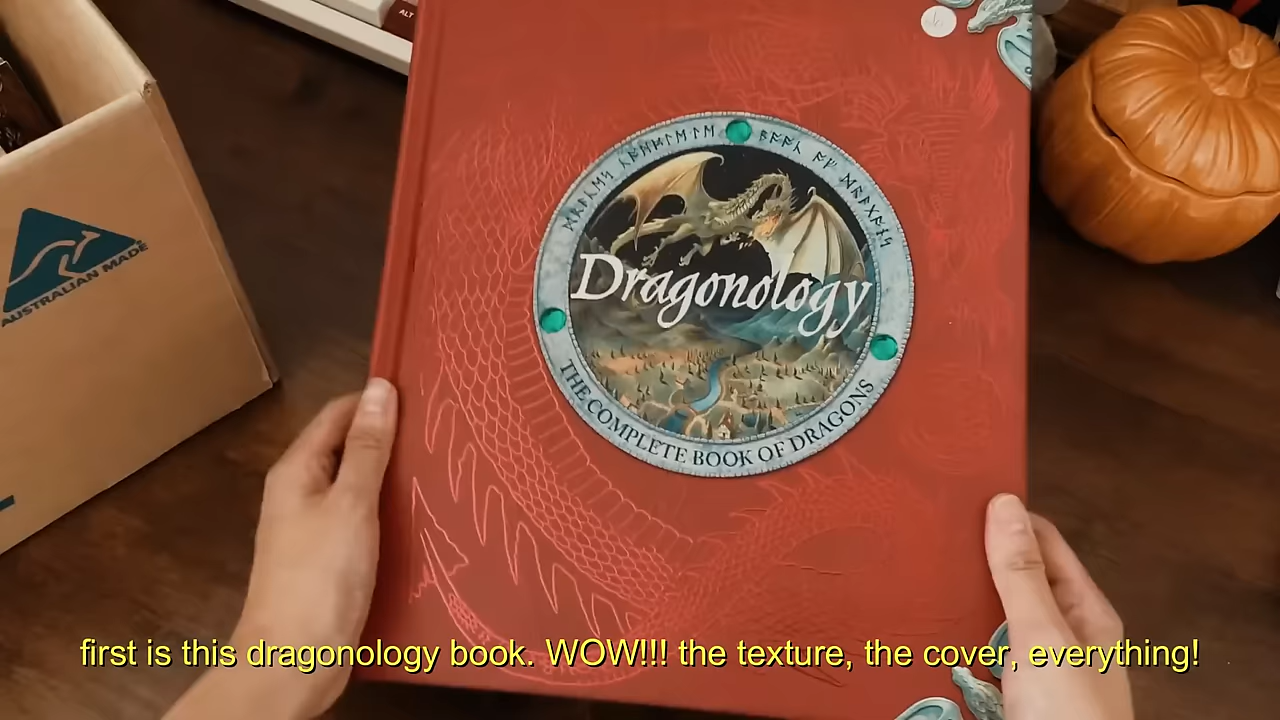 ALT
Dragonology
THE COMPLETE BOOK OF DRAGONS
AUSTRALIAN MADE
first is this dragonology book. WOW!!! the texture, the cover, everything!